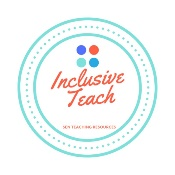 Inclusive
Teach
SEN TEACHING RESOURCES